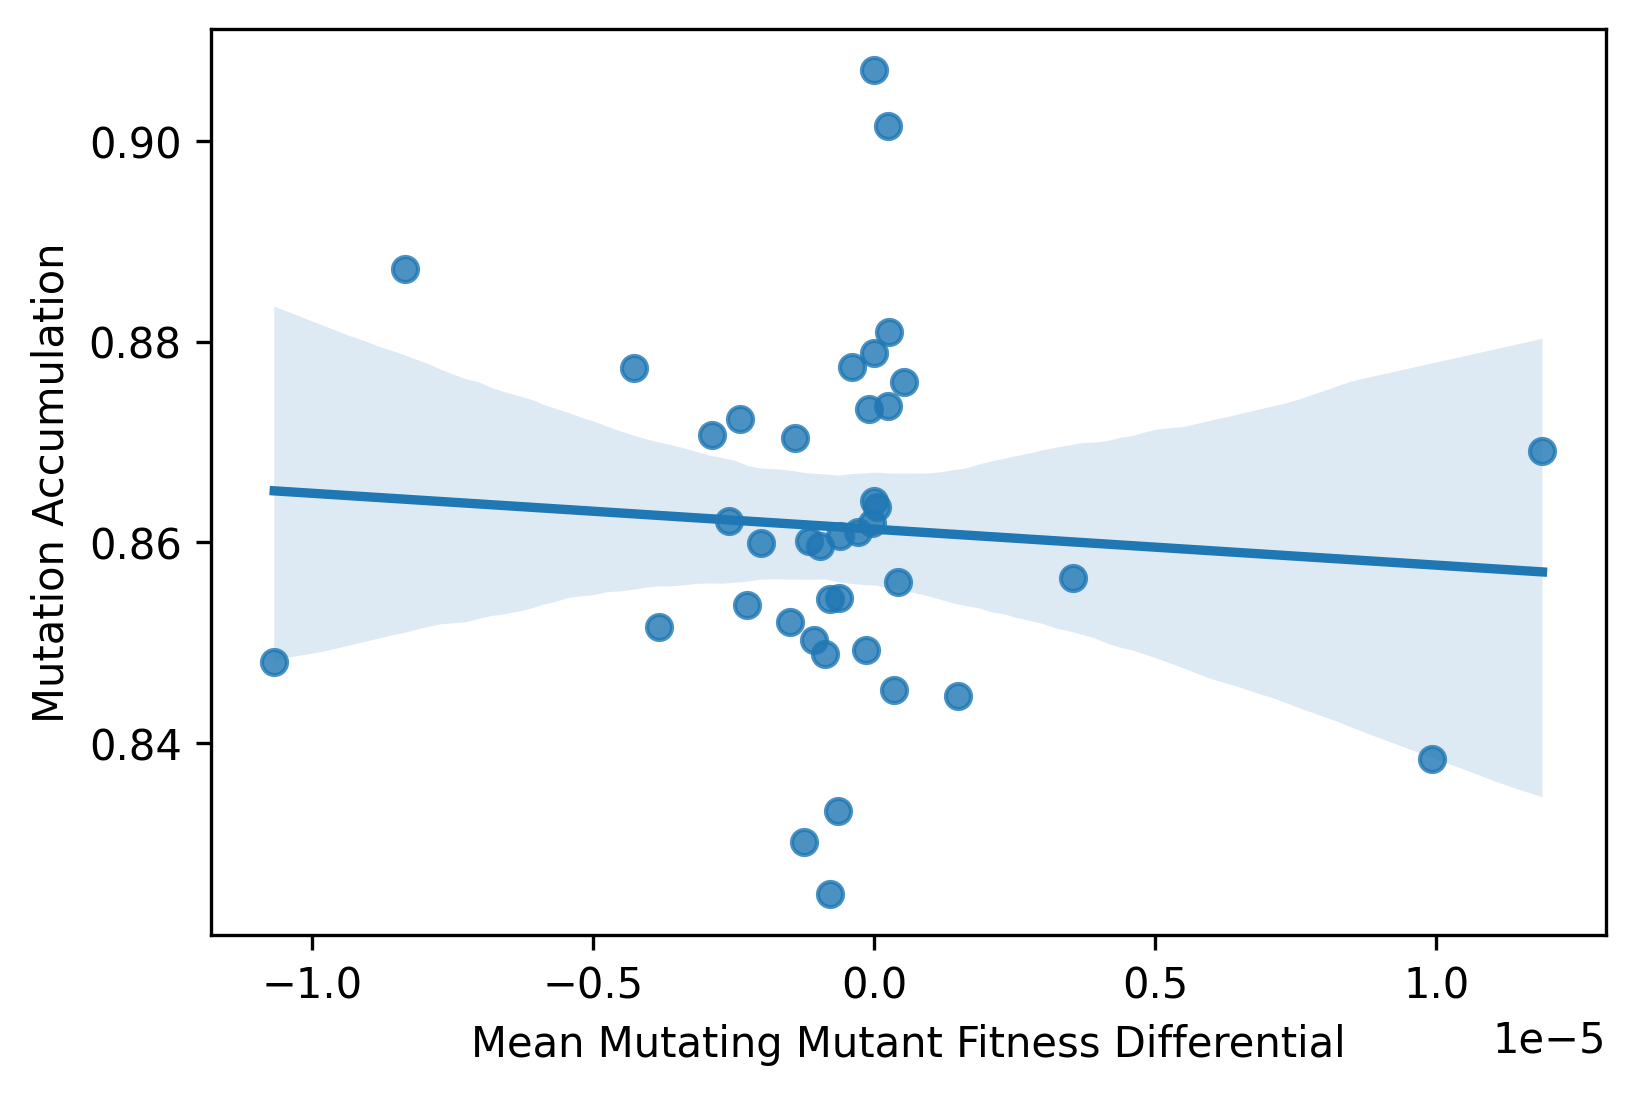 0.90
0.88
0.86
0.84
Mutation Accumulation
−1.0 −0.5 0.0 0.5 1.0
1e−5
Mean Mutating Mutant Fitness Differential